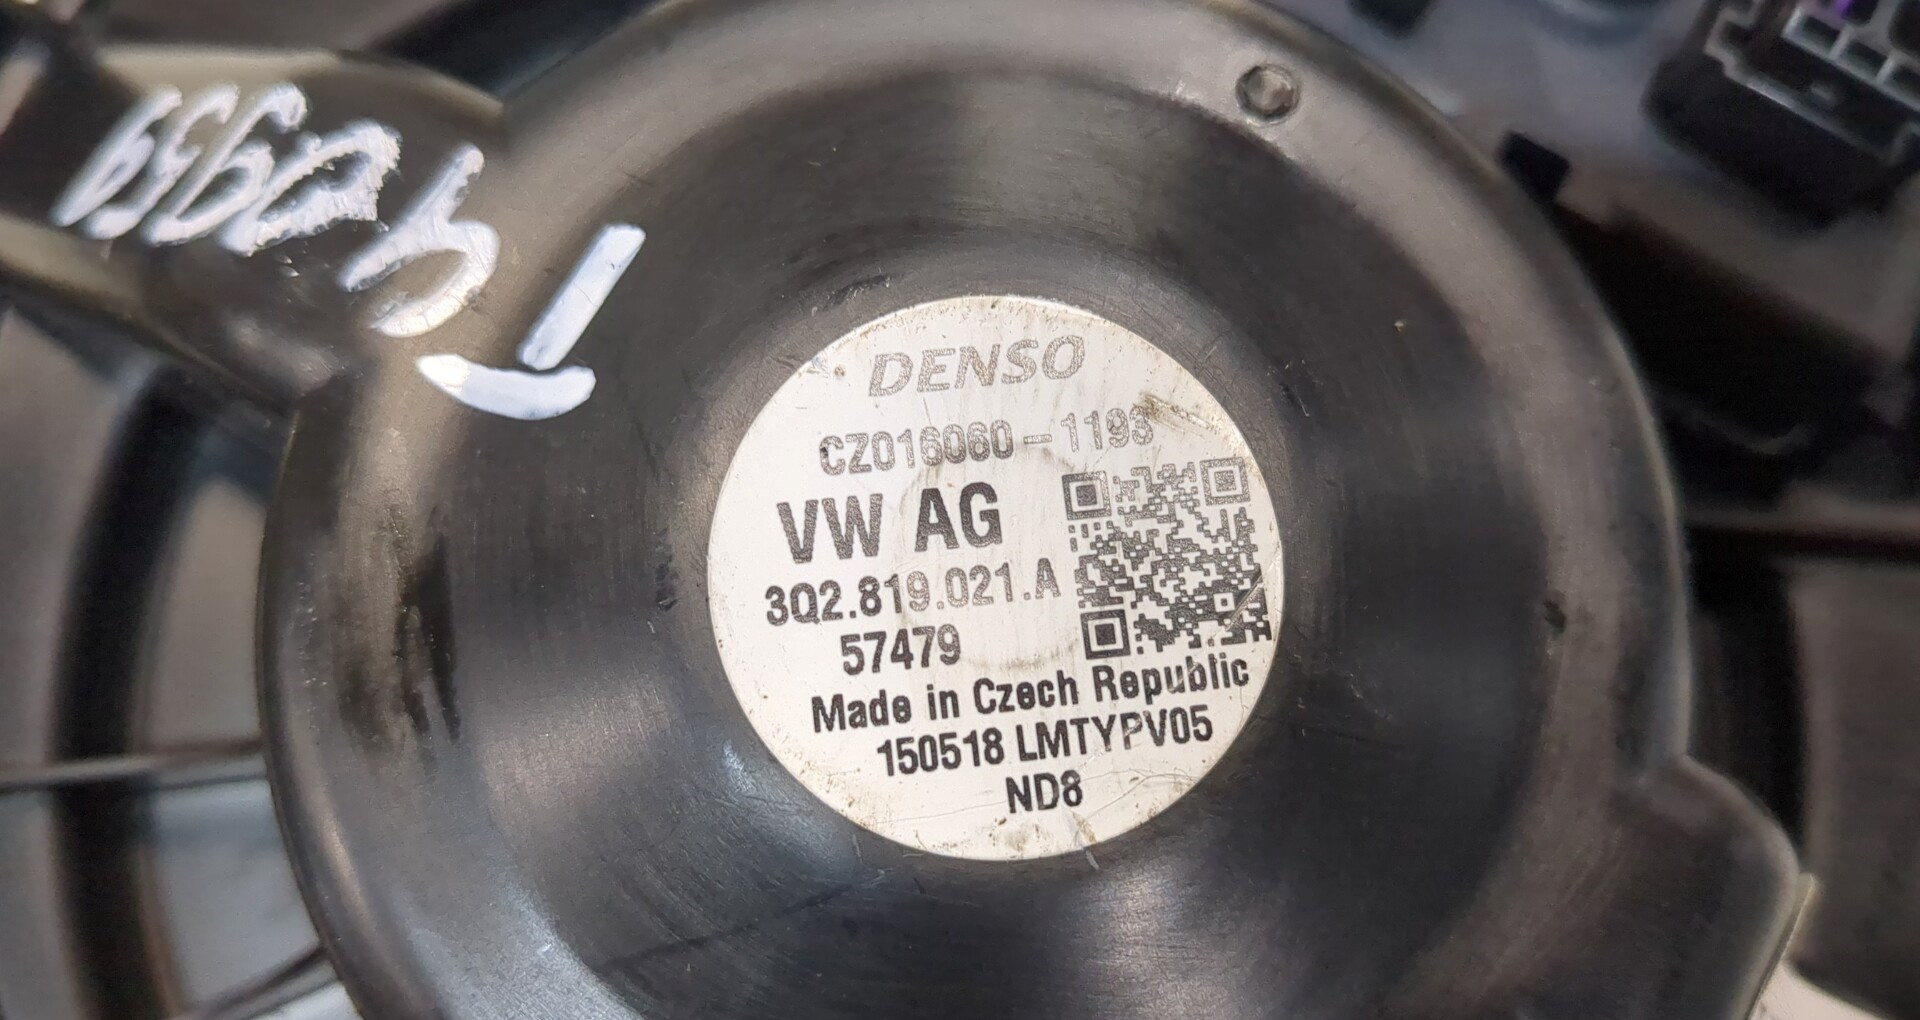 DENSO
CZ016060-1193
VW AG
3Q2.819.021.A
57479
Made in Czech Republic
150518 LMTYPV05
ND8